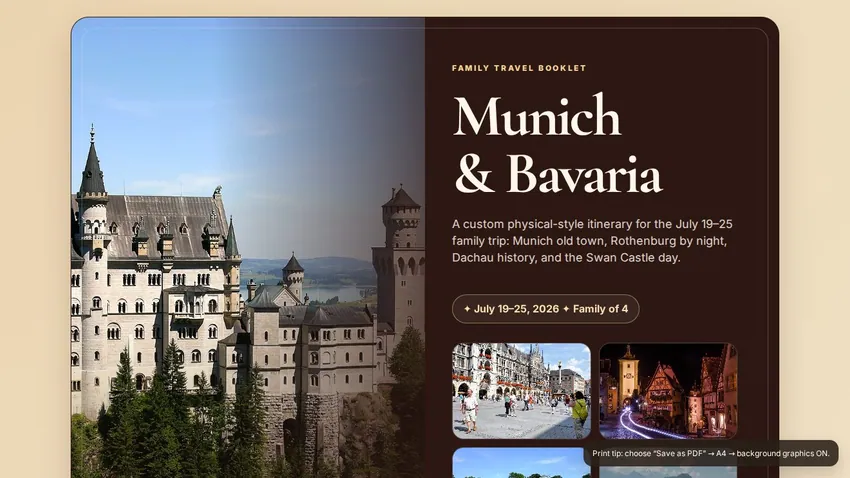 FAMILY TRAVEL BOOKLET
Munich
& Bavaria
A custom physical-style itinerary for the July 19–25
family trip: Munich old town, Rothenburg by night,
Dachau history, and the Swan Castle day.
✦ July 19–25, 2026 ✦ Family of 4
Print tip: choose “Save as PDF” → A4 → background graphics ON.